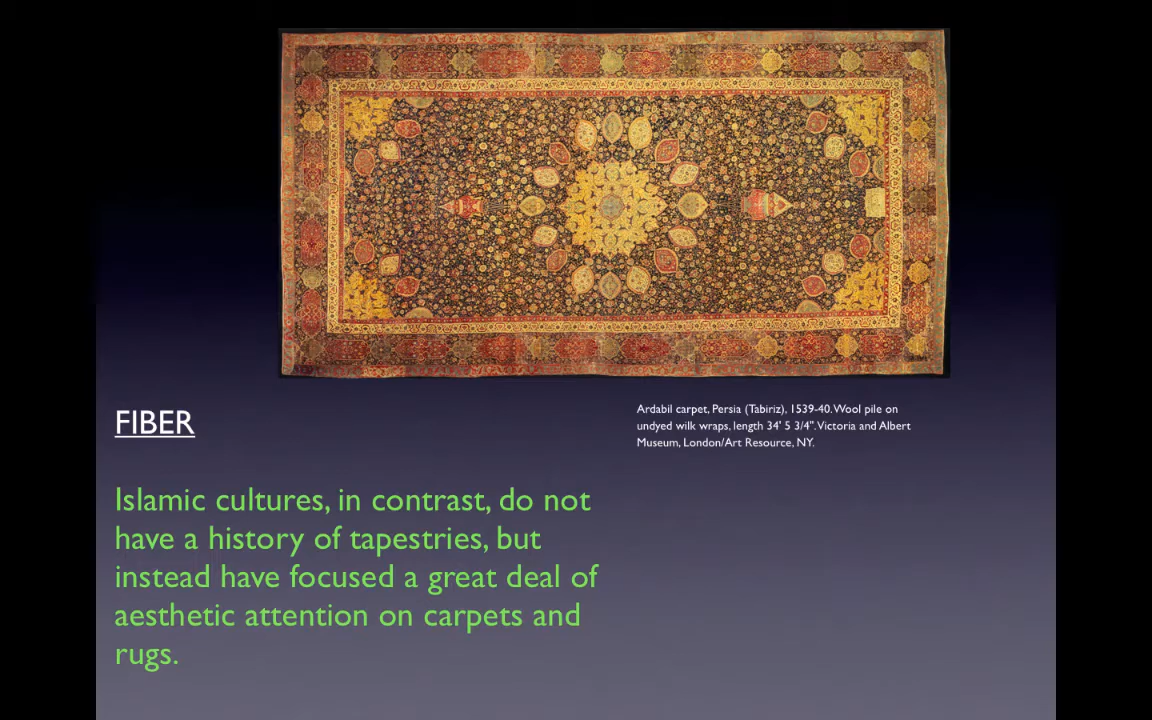 FIBER
Islamic cultures, in contrast, do not
have a history of tapestries, but
instead have focused a great deal of
aesthetic attention on carpets and
rugs.
Ardabil carpet, Persia (Tabiriz), 1539-40. Wool pile on
undyed wilk wraps, length 34' 5 3/4". Victoria and Albert
Museum, London/Art Resource, NY.